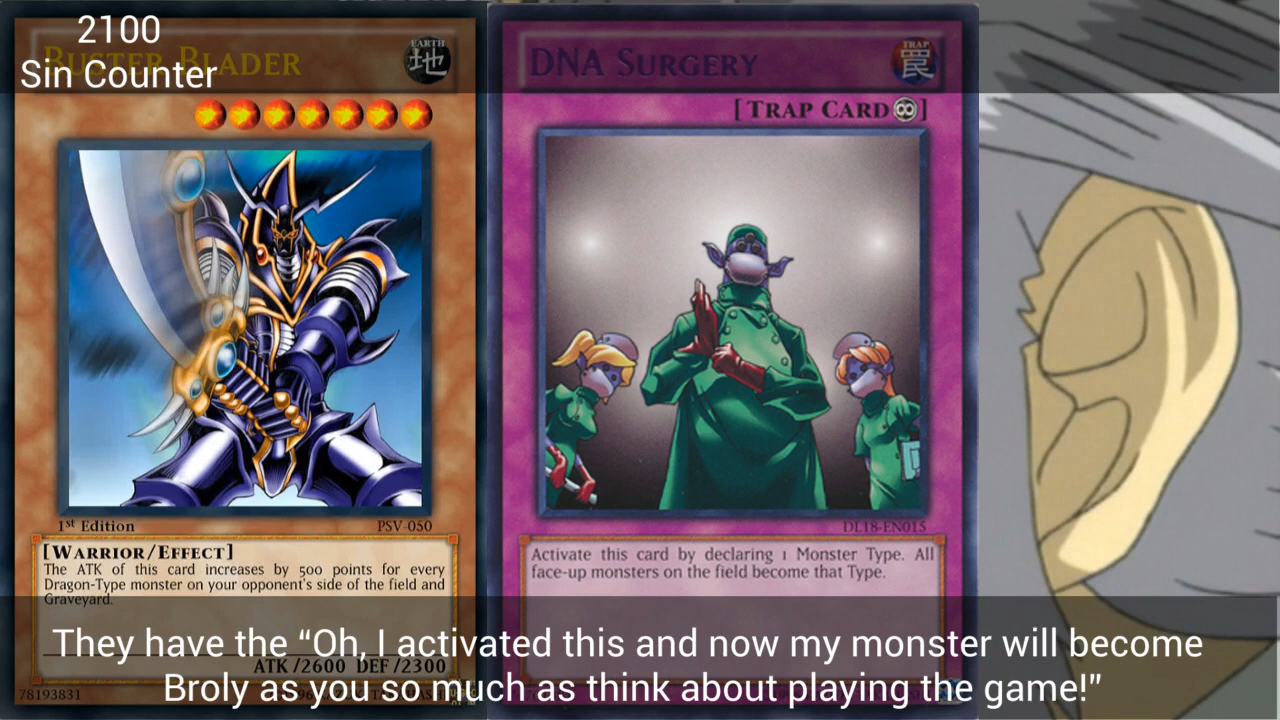 2100
Sin Counter
BUSTER BLADER
EARTH
地
DNA SURGERY
TRAP
罠
[TRAP CARD]
1st Edition
PSV-050
[WARRIOR/EFFECT]
The ATK of this card increases by 500 points for every
Dragon-Type monster on your opponent's side of the field and
Graveyard.
ATK/2600 DEF/2300
78193831
DL18-EN015
Activate this card by declaring 1 Monster Type. All
face-up monsters on the field become that Type.
They have the “Oh, I activated this and now my monster will become
Broly as you so much as think about playing the game!”